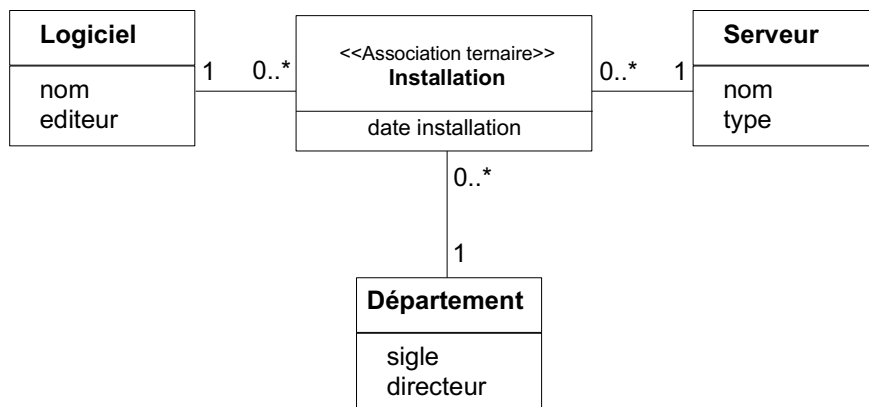 Logiciel
nom
editeur
1
0..*
<<Association ternaire>>
Installation
date installation
0..*
1
Serveur
nom
type
0..*
1
Département
sigle
directeur